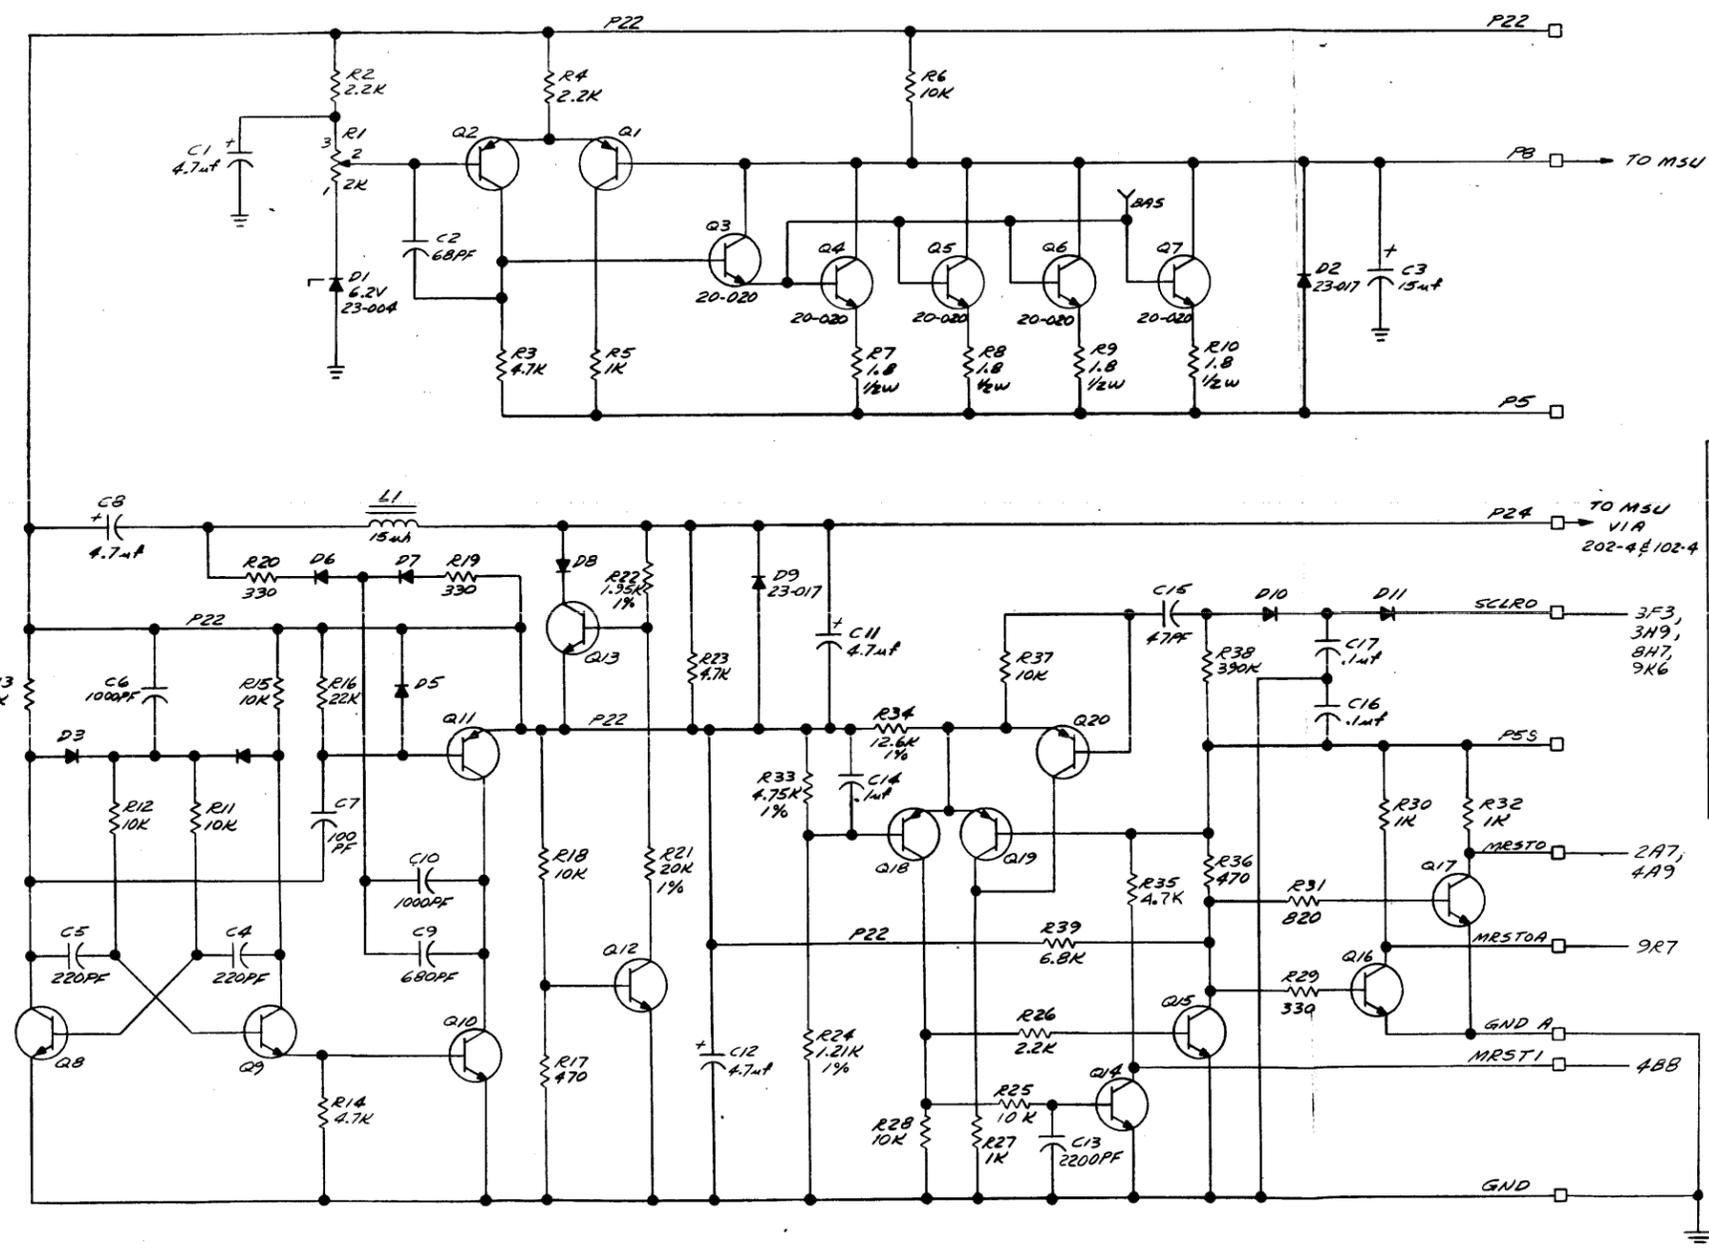 P22
P22
R2
2.2K
R4
2.2K
R6
10K
C1
+
4.7uf
3
R1
2
1
2K
Q2
Q1
P8
TO MSU
BAS
C2
68PF
Q3
20-020
Q4
20-020
Q5
20-020
Q6
20-020
Q7
20-020
D1
6.2V
23-004
D2
23-017
+
C3
15uf
R3
4.7K
R5
1K
R7
1.8
1/2W
R8
1.8
1/2W
R9
1.8
1/2W
R10
1.8
1/2W
P5
C8
+
4.7uf
L1
15uh
P24
TO MSU
VIA
202-4 & 102-4
R20
330
D6
D7
R19
330
D8
R22
1.95K
1%
D9
23-017
C15
47PF
D10
D11
SCLRO
3F3,
3H9,
8H7,
9K6
P22
Q13
+
C11
4.7uf
C17
.1uf
3
K
C6
1000PF
R15
10K
R16
22K
D5
R23
4.7K
R37
10K
R38
390K
C16
.1uf
D3
Q11
P22
R34
12.6K
1%
Q20
P5S
R12
10K
R11
10K
C7
100
PF
R33
4.75K
1%
C14
.1uf
R30
1K
R32
1K
C10
1000PF
R18
10K
R21
20K
1%
Q18
Q19
R36
470
R35
4.7K
R31
820
Q17
MRSTO
2A7,
4A9
C5
220PF
C4
220PF
C9
680PF
Q12
P22
R39
6.8K
MRSTOA
9R7
Q16
R29
330
Q8
Q9
Q10
R17
470
+
C12
4.7uf
R24
1.21K
1%
R26
2.2K
Q15
GND A
MRST1
4B8
R14
4.7K
R28
10K
R25
10K
Q14
R27
1K
C13
2200PF
GND